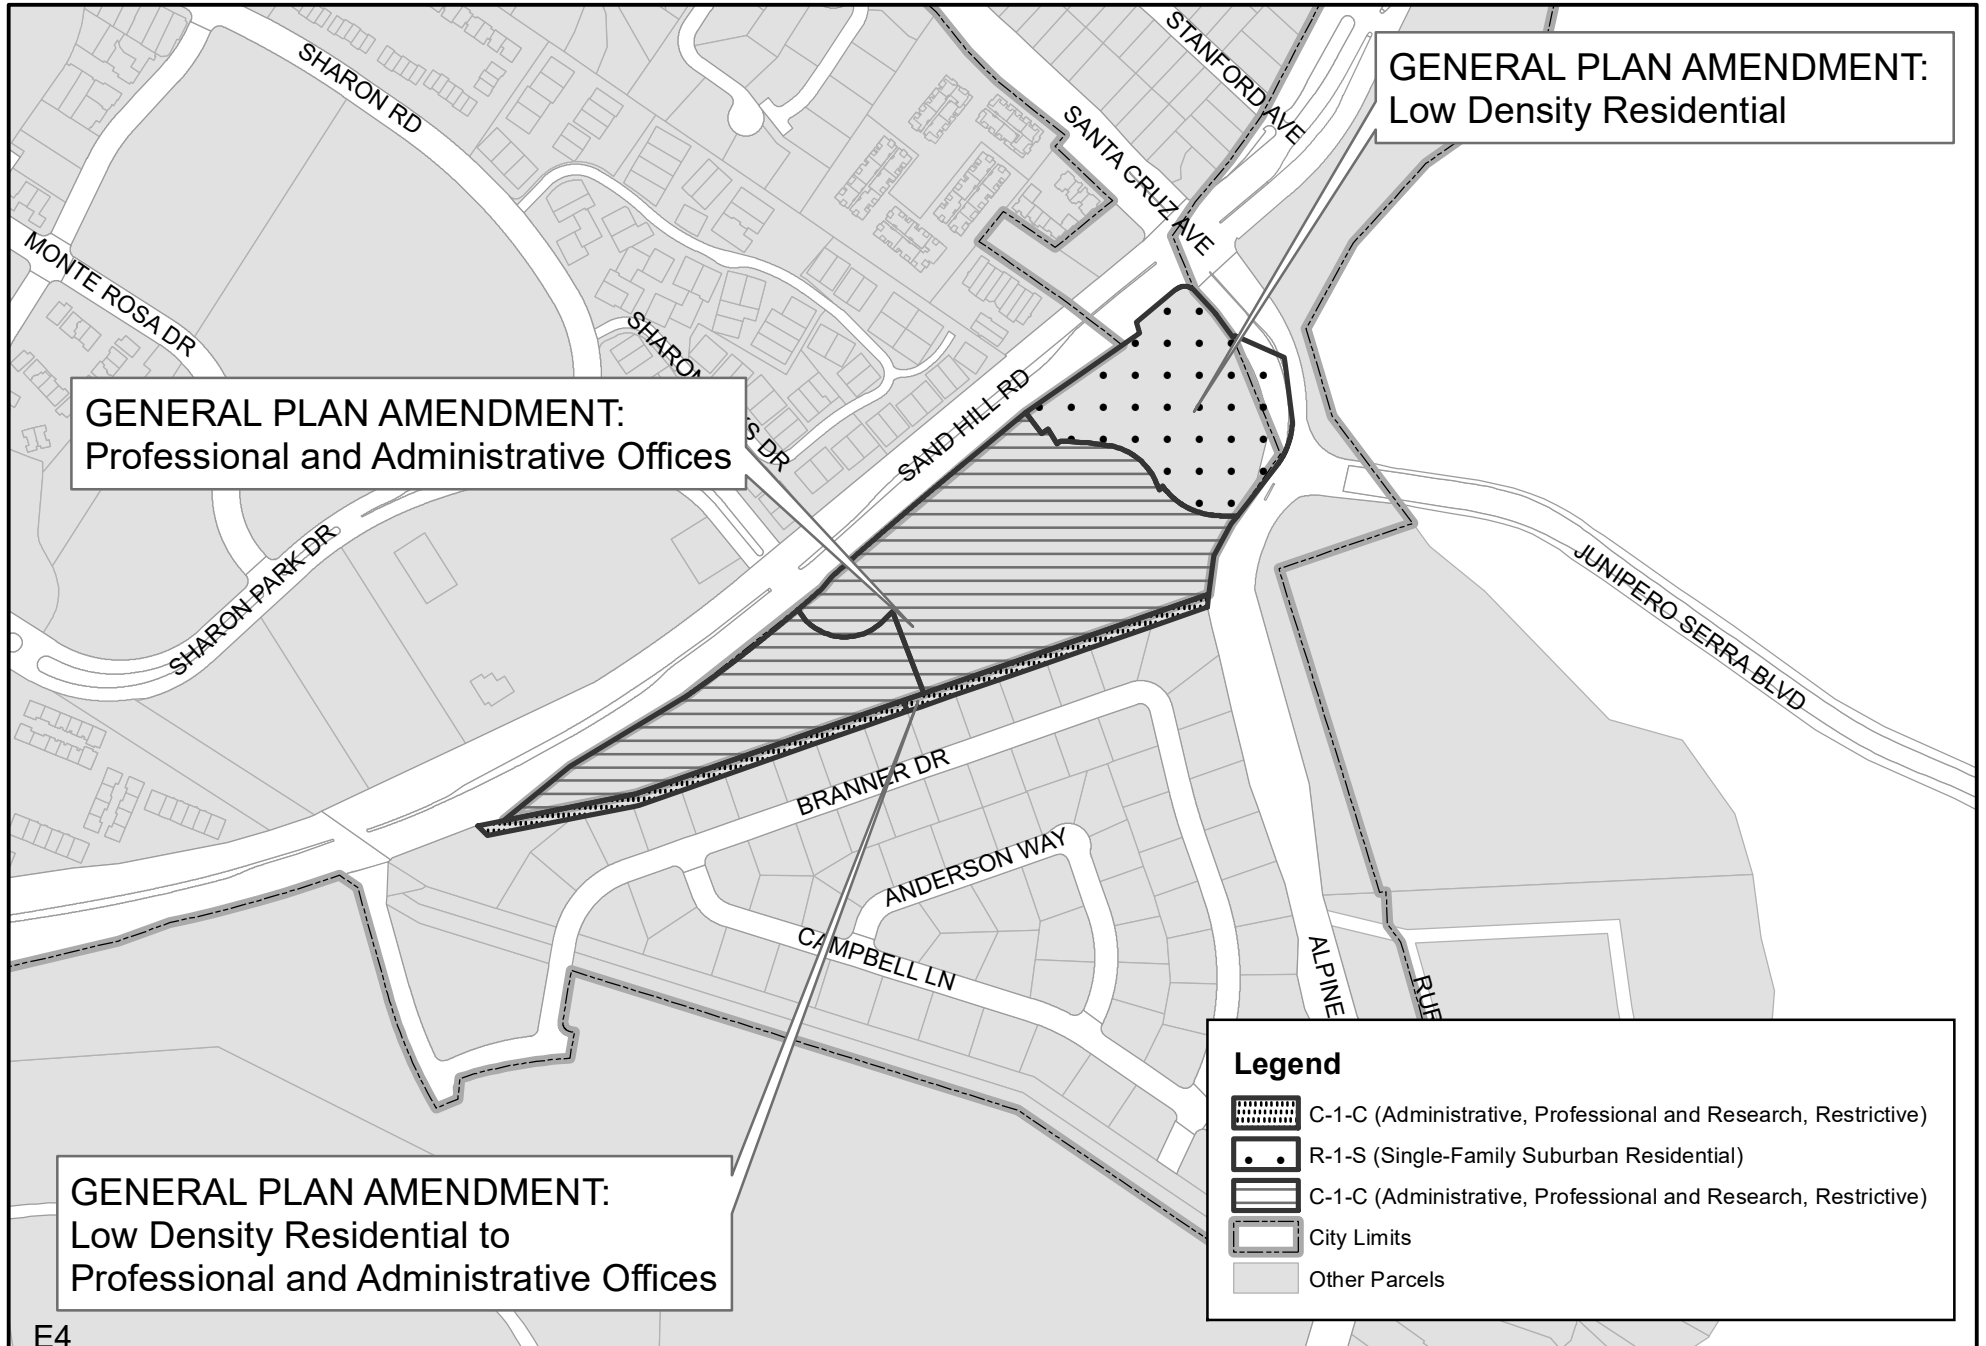 STANFORD AVE
SHARON RD
GENERAL PLAN AMENDMENT:
Low Density Residential
SANTA CRUZ AVE
MONTE ROSA DR
SHARON
S DR
SAND HILL RD
GENERAL PLAN AMENDMENT:
Professional and Administrative Offices
SHARON PARK DR
JUNIPERO SERRA BLVD
BRANNER DR
ANDERSON WAY
CAMPBELL LN
ALPINE
GENERAL PLAN AMENDMENT:
Low Density Residential to
Professional and Administrative Offices
Legend
C-1-C (Administrative, Professional and Research, Restrictive)
R-1-S (Single-Family Suburban Residential)
C-1-C (Administrative, Professional and Research, Restrictive)
City Limits
Other Parcels
E4